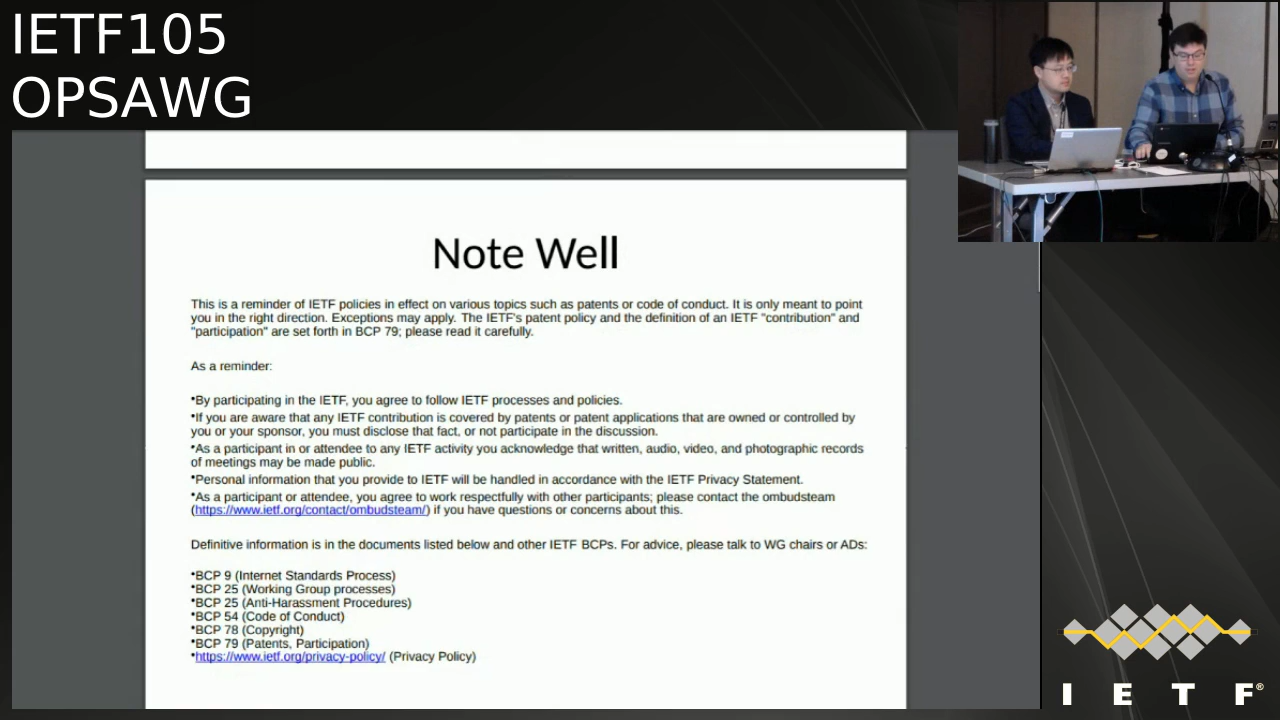 IETF105
OPSAWG
Note Well
This is a reminder of IETF policies in effect on various topics such as patents or code of conduct. It is only meant to point
you in the right direction. Exceptions may apply. The IETF's patent policy and the definition of an IETF "contribution" and
"participation" are set forth in BCP 79; please read it carefully.
As a reminder:
•By participating in the IETF, you agree to follow IETF processes and policies.
•If you are aware that any IETF contribution is covered by patents or patent applications that are owned or controlled by
you or your sponsor, you must disclose that fact, or not participate in the discussion.
•As a participant in or attendee to any IETF activity you acknowledge that written, audio, video, and photographic records
of meetings may be made public.
•Personal information that you provide to IETF will be handled in accordance with the IETF Privacy Statement.
•As a participant or attendee, you agree to work respectfully with other participants; please contact the ombudsteam
(https://www.ietf.org/contact/ombudsteam/) if you have questions or concerns about this.
Definitive information is in the documents listed below and other IETF BCPs. For advice, please talk to WG chairs or ADs:
•BCP 9 (Internet Standards Process)
•BCP 25 (Working Group processes)
•BCP 25 (Anti-Harassment Procedures)
•BCP 54 (Code of Conduct)
•BCP 78 (Copyright)
•BCP 79 (Patents, Participation)
•https://www.ietf.org/privacy-policy/ (Privacy Policy)
I E T F®